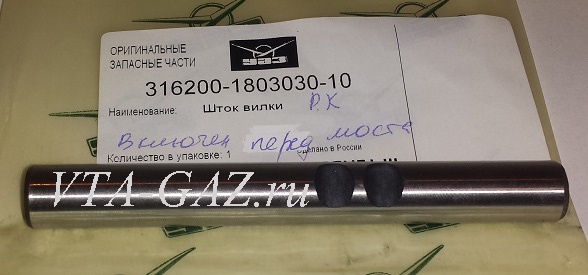 ОРИГИНАЛЬНЫЕ
ЗАПАСНЫЕ ЧАСТИ
УАЗ
316200-1803030-10
Наименование: Шток вилки Р.К
Включен перед моста
Количество в упаковке: 1 Сделано в России
VTA GAZ.ru